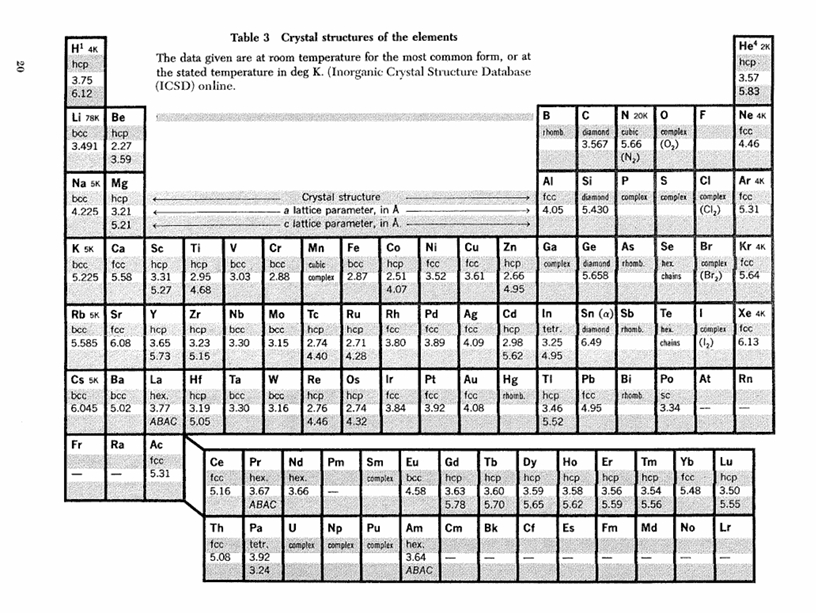 20
Table 3 Crystal structures of the elements
The data given are at room temperature for the most common form, or at
the stated temperature in deg K. (Inorganic Crystal Structure Database
(ICSD) online.
H¹ 4K He⁴ 2K
hcp hcp
3.75 3.57
6.12 5.83
Li 78K Be B C N 20K O F Ne 4K
bcc hcp rhomb. diamond cubic complex fcc
3.491 2.27 3.567 5.66 (O₂) 4.46
3.59 (N₂)
Na 5K Mg Al Si P S Cl Ar 4K
bcc hcp Crystal structure fcc diamond complex complex complex fcc
4.225 3.21 a lattice parameter, in Å 4.05 5.430 (Cl₂) 5.31
5.21 c lattice parameter, in Å.
K 5K Ca Sc Ti V Cr Mn Fe Co Ni Cu Zn Ga Ge As Se Br Kr 4K
bcc fcc hcp hcp bcc bcc cubic bcc hcp fcc fcc hcp complex diamond rhomb. hex. complex fcc
5.225 5.58 3.31 2.95 3.03 2.88 complex 2.87 2.51 3.52 3.61 2.66 5.658 chains (Br₂) 5.64
5.27 4.68 4.07 4.95
Rb 5K Sr Y Zr Nb Mo Tc Ru Rh Pd Ag Cd In Sn (α) Sb Te I Xe 4K
bcc fcc hcp hcp bcc bcc hcp hcp fcc fcc fcc hcp tetr. diamond rhomb. hex. complex fcc
5.585 6.08 3.65 3.23 3.30 3.15 2.74 2.71 3.80 3.89 4.09 2.98 3.25 6.49 chains (I₂) 6.13
5.73 5.15 4.40 4.28 5.62 4.95
Cs 5K Ba La Hf Ta W Re Os Ir Pt Au Hg Tl Pb Bi Po At Rn
bcc bcc hex. hcp bcc bcc hcp hcp fcc fcc fcc rhomb. hcp fcc rhomb. sc
6.045 5.02 3.77 3.19 3.30 3.16 2.76 2.74 3.84 3.92 4.08 3.46 4.95 3.34 — —
ABAC 5.05 4.46 4.32 5.52
Fr Ra Ac
fcc
— — 5.31
Ce Pr Nd Pm Sm Eu Gd Tb Dy Ho Er Tm Yb Lu
fcc hex. hex. complex bcc hcp hcp hcp hcp hcp hcp fcc hcp
5.16 3.67 3.66 — 4.58 3.63 3.60 3.59 3.58 3.56 3.54 5.48 3.50
ABAC 5.78 5.70 5.65 5.62 5.59 5.56 5.55
Th Pa U Np Pu Am Cm Bk Cf Es Fm Md No Lr
fcc tetr. complex complex complex hex.
5.08 3.92 3.64 — — — — — — — —
3.24 ABAC